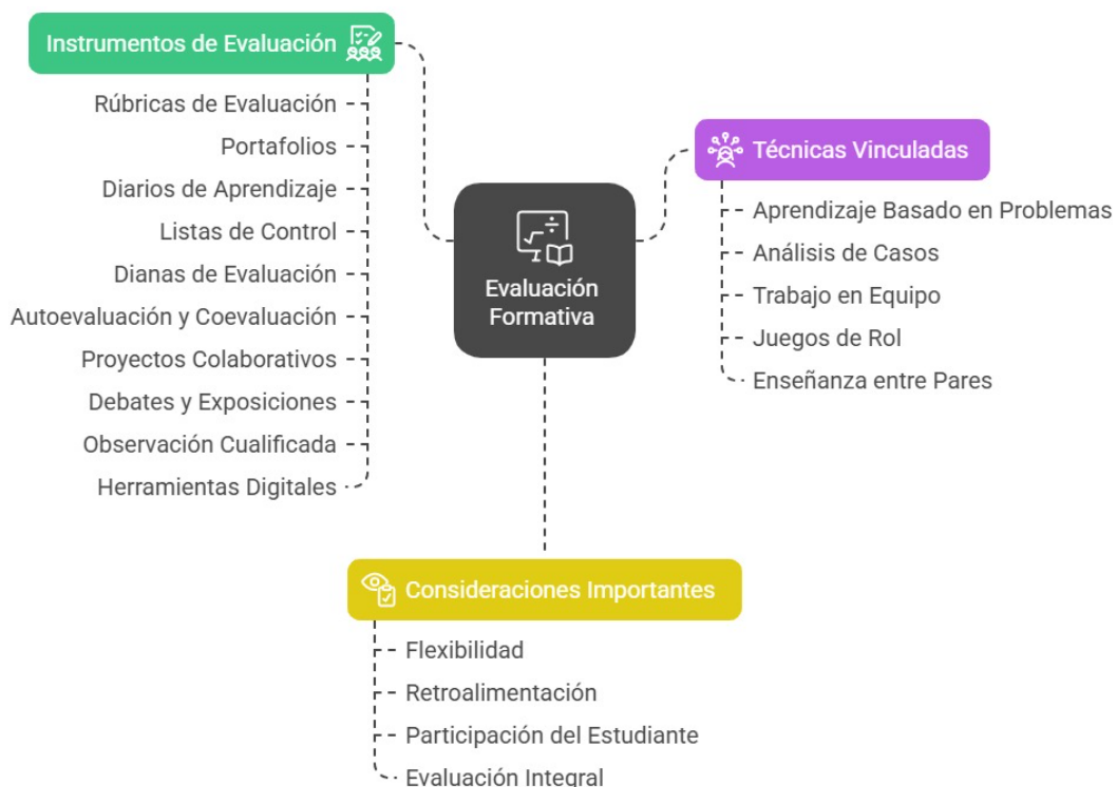 Instrumentos de Evaluación
Rúbricas de Evaluación
Portafolios
Diarios de Aprendizaje
Listas de Control
Dianas de Evaluación
Autoevaluación y Coevaluación
Proyectos Colaborativos
Debates y Exposiciones
Observación Cualificada
Herramientas Digitales
Evaluación
Formativa
Técnicas Vinculadas
Aprendizaje Basado en Problemas
Análisis de Casos
Trabajo en Equipo
Juegos de Rol
Enseñanza entre Pares
Consideraciones Importantes
Flexibilidad
Retroalimentación
Participación del Estudiante
Evaluación Integral